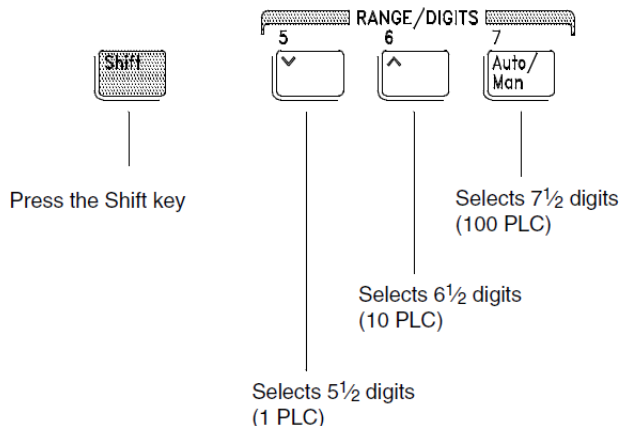 RANGE/DIGITS
5 6 7
Shift
Auto/
Man
Press the Shift key
Selects 7½ digits
(100 PLC)
Selects 6½ digits
(10 PLC)
Selects 5½ digits
(1 PLC)